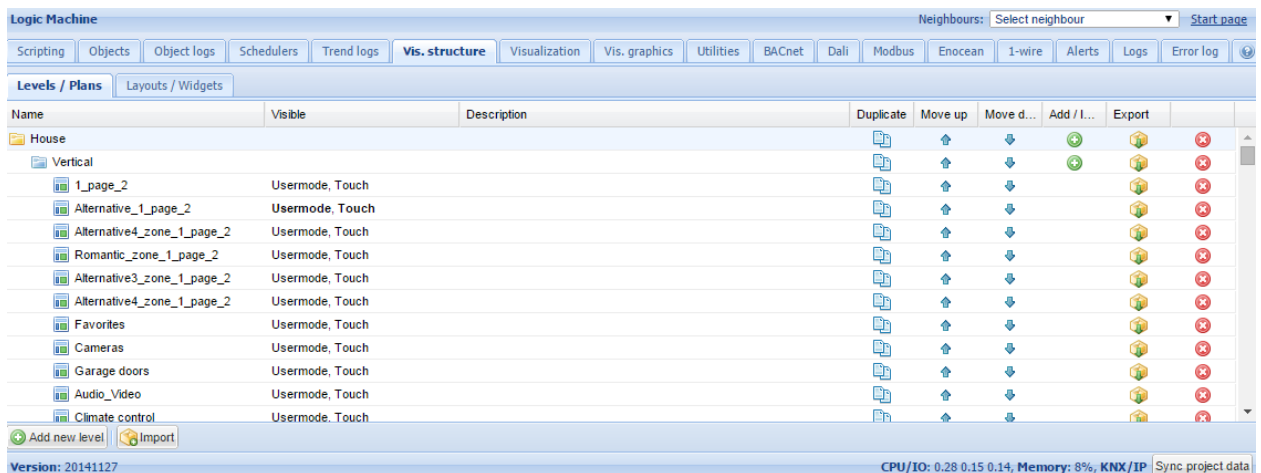 Logic Machine Neighbours: Select neighbour Start page
Scripting Objects Object logs Schedulers Trend logs Vis. structure Visualization Vis. graphics Utilities BACnet Dali Modbus Enocean 1-wire Alerts Logs Error log
Levels / Plans Layouts / Widgets
Name Visible Description Duplicate Move up Move d... Add / I... Export
House
Vertical
1_page_2 Usermode, Touch
Alternative_1_page_2 Usermode, Touch
Alternative4_zone_1_page_2 Usermode, Touch
Romantic_zone_1_page_2 Usermode, Touch
Alternative3_zone_1_page_2 Usermode, Touch
Alternative4_zone_1_page_2 Usermode, Touch
Favorites Usermode, Touch
Cameras Usermode, Touch
Garage doors Usermode, Touch
Audio_Video Usermode, Touch
Climate control Usermode, Touch
Add new level Import
Version: 20141127 CPU/IO: 0.28 0.15 0.14, Memory: 8%, KNX/IP Sync project data